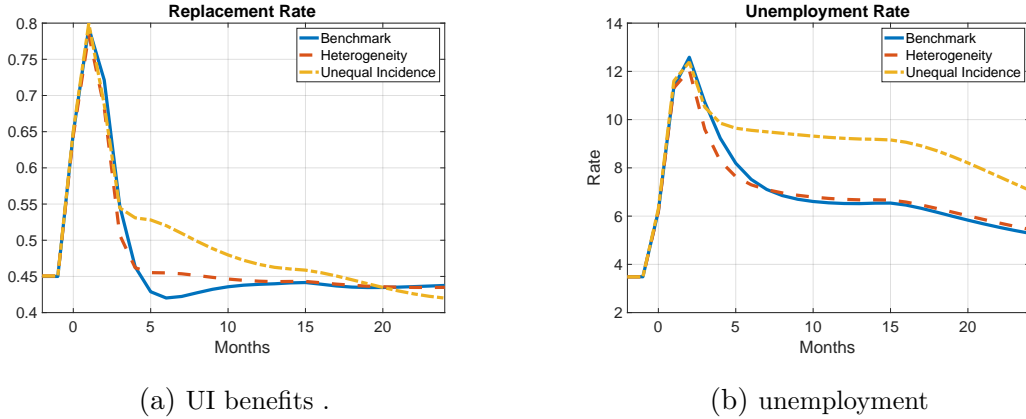 Replacement Rate
0.8
0.75
0.7
0.65
0.6
0.55
0.5
0.45
0.4
0 5 10 15 20
Months
Benchmark
Heterogeneity
Unequal Incidence
(a) UI benefits .
Unemployment Rate
Rate
14
12
10
8
6
4
2
0 5 10 15 20
Months
Benchmark
Heterogeneity
Unequal Incidence
(b) unemployment